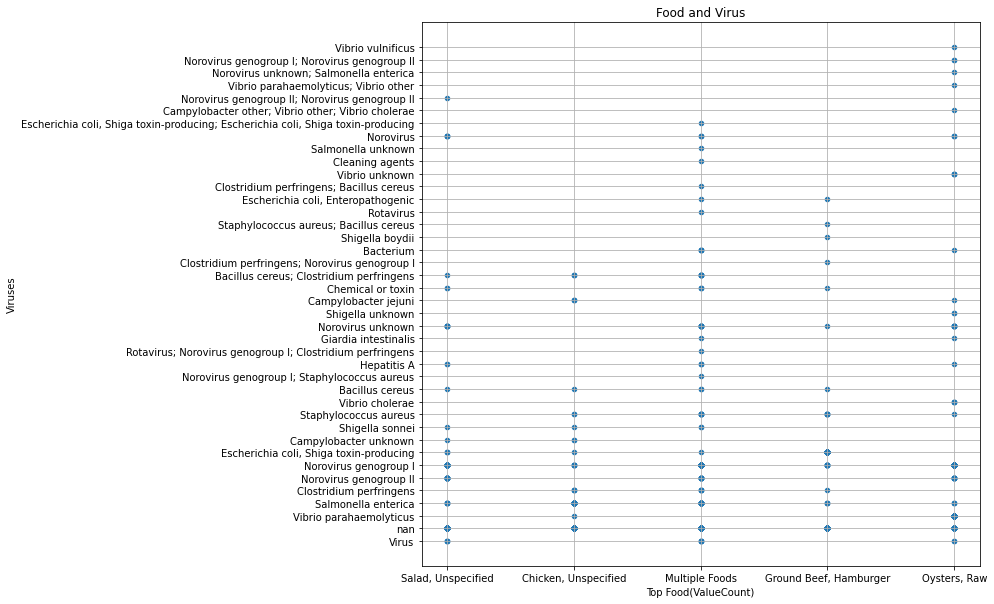 Food and Virus
Vibrio vulnificus
Norovirus genogroup I; Norovirus genogroup II
Norovirus unknown; Salmonella enterica
Vibrio parahaemolyticus; Vibrio other
Norovirus genogroup II; Norovirus genogroup II
Campylobacter other; Vibrio other; Vibrio cholerae
Escherichia coli, Shiga toxin-producing; Escherichia coli, Shiga toxin-producing
Norovirus
Salmonella unknown
Cleaning agents
Vibrio unknown
Clostridium perfringens; Bacillus cereus
Escherichia coli, Enteropathogenic
Rotavirus
Staphylococcus aureus; Bacillus cereus
Shigella boydii
Bacterium
Clostridium perfringens; Norovirus genogroup I
Bacillus cereus; Clostridium perfringens
Chemical or toxin
Campylobacter jejuni
Shigella unknown
Norovirus unknown
Giardia intestinalis
Rotavirus; Norovirus genogroup I; Clostridium perfringens
Hepatitis A
Norovirus genogroup I; Staphylococcus aureus
Bacillus cereus
Vibrio cholerae
Staphylococcus aureus
Shigella sonnei
Campylobacter unknown
Escherichia coli, Shiga toxin-producing
Norovirus genogroup I
Norovirus genogroup II
Clostridium perfringens
Salmonella enterica
Vibrio parahaemolyticus
nan
Virus
Viruses
Salad, Unspecified
Chicken, Unspecified
Multiple Foods
Ground Beef, Hamburger
Oysters, Raw
Top Food(ValueCount)